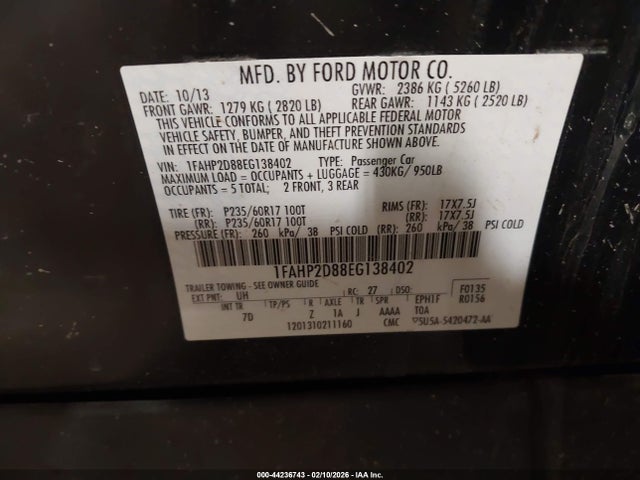 MFD. BY FORD MOTOR CO.
DATE: 10/13 GVWR: 2386 KG ( 5260 LB)
FRONT GAWR: 1279 KG ( 2820 LB) REAR GAWR: 1143 KG ( 2520 LB)
THIS VEHICLE CONFORMS TO ALL APPLICABLE FEDERAL MOTOR
VEHICLE SAFETY, BUMPER, AND THEFT PREVENTION STANDARDS
IN EFFECT ON THE DATE OF MANUFACTURE SHOWN ABOVE.
VIN: 1FAHP2D88EG138402 TYPE: Passenger Car
MAXIMUM LOAD = OCCUPANTS + LUGGAGE = 430KG/ 950LB
OCCUPANTS = 5 TOTAL; 2 FRONT, 3 REAR
TIRE (FR): P235/60R17 100T RIMS (FR): 17X7.5J
(RR): P235/60R17 100T (RR): 17X7.5J
PRESSURE (FR): 260 kPa/ 38 PSI COLD (RR): 260 kPa/ 38 PSI COLD
1FAHP2D88EG138402
TRAILER TOWING - SEE OWNER GUIDE
EXT PNT: UH RC: 27 DSO: F0135
R0156
INT TR TP/PS R AXLE TR SPR EPH1F
7D Z 1A J AAAA TOA
1201310211160 CMC 5U5A-5420472-AA
000-44236743 - 02/10/2026 - IAA Inc.